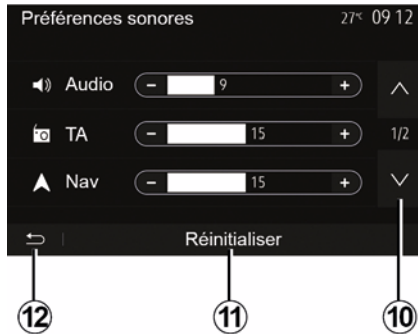 Préférences sonores 27°C 09 12
Audio - 9 +
TA - 15 + 1/2
Nav - 15 +
Réinitialiser
12 11 10